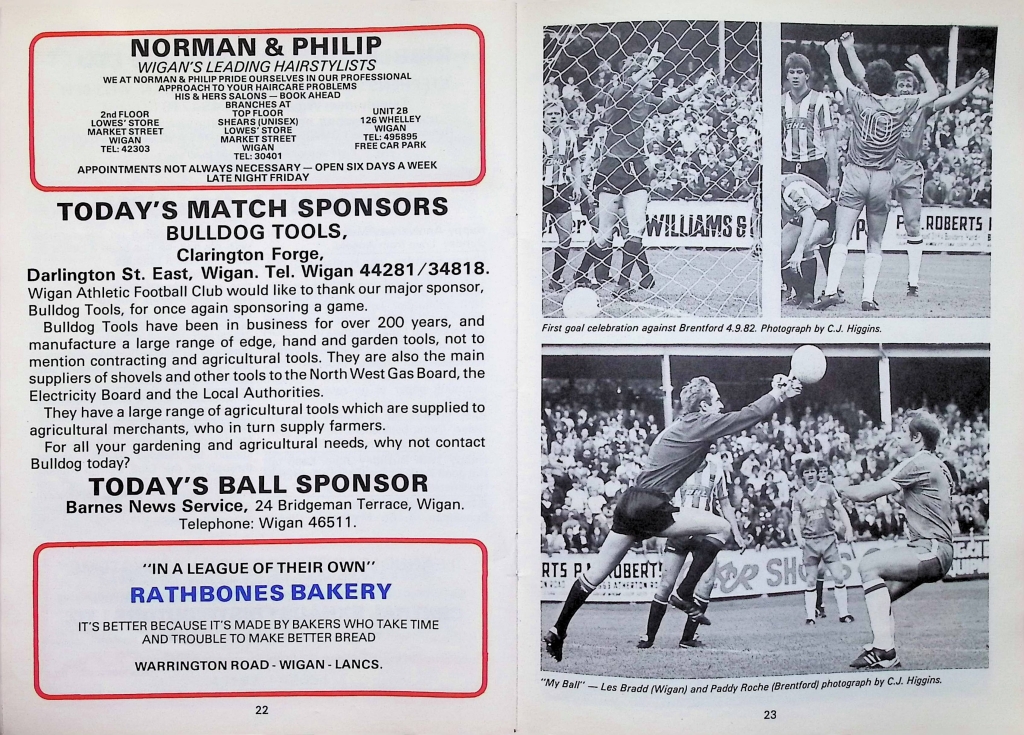 NORMAN & PHILIP
WIGAN'S LEADING HAIRSTYLISTS
WE AT NORMAN & PHILIP PRIDE OURSELVES IN OUR PROFESSIONAL
APPROACH TO YOUR HAIRCARE PROBLEMS
HIS & HERS SALONS — BOOK AHEAD
BRANCHES AT
2nd FLOOR
LOWES' STORE
MARKET STREET
WIGAN
TEL: 42303
TOP FLOOR
SHEARS (UNISEX)
LOWES' STORE
MARKET STREET
WIGAN
TEL: 30401
UNIT 2B
126 WHELLEY
WIGAN
TEL: 495895
FREE CAR PARK
APPOINTMENTS NOT ALWAYS NECESSARY — OPEN SIX DAYS A WEEK
LATE NIGHT FRIDAY
TODAY'S MATCH SPONSORS
BULLDOG TOOLS,
Clarington Forge,
Darlington St. East, Wigan. Tel. Wigan 44281/34818.
Wigan Athletic Football Club would like to thank our major sponsor,
Bulldog Tools, for once again sponsoring a game.
Bulldog Tools have been in business for over 200 years, and
manufacture a large range of edge, hand and garden tools, not to
mention contracting and agricultural tools. They are also the main
suppliers of shovels and other tools to the North West Gas Board, the
Electricity Board and the Local Authorities.
They have a large range of agricultural tools which are supplied to
agricultural merchants, who in turn supply farmers.
For all your gardening and agricultural needs, why not contact
Bulldog today?
TODAY'S BALL SPONSOR
Barnes News Service, 24 Bridgeman Terrace, Wigan.
Telephone: Wigan 46511.
"IN A LEAGUE OF THEIR OWN"
RATHBONES BAKERY
IT'S BETTER BECAUSE IT'S MADE BY BAKERS WHO TAKE TIME
AND TROUBLE TO MAKE BETTER BREAD
WARRINGTON ROAD - WIGAN - LANCS.
22
WILLIAMS &
10
P. L. ROBERTS
First goal celebration against Brentford 4.9.82. Photograph by C.J. Higgins.
RTS P.L. ROBERT
ATHERTON
"My Ball" — Les Bradd (Wigan) and Paddy Roche (Brentford) photograph by C.J. Higgins.
23